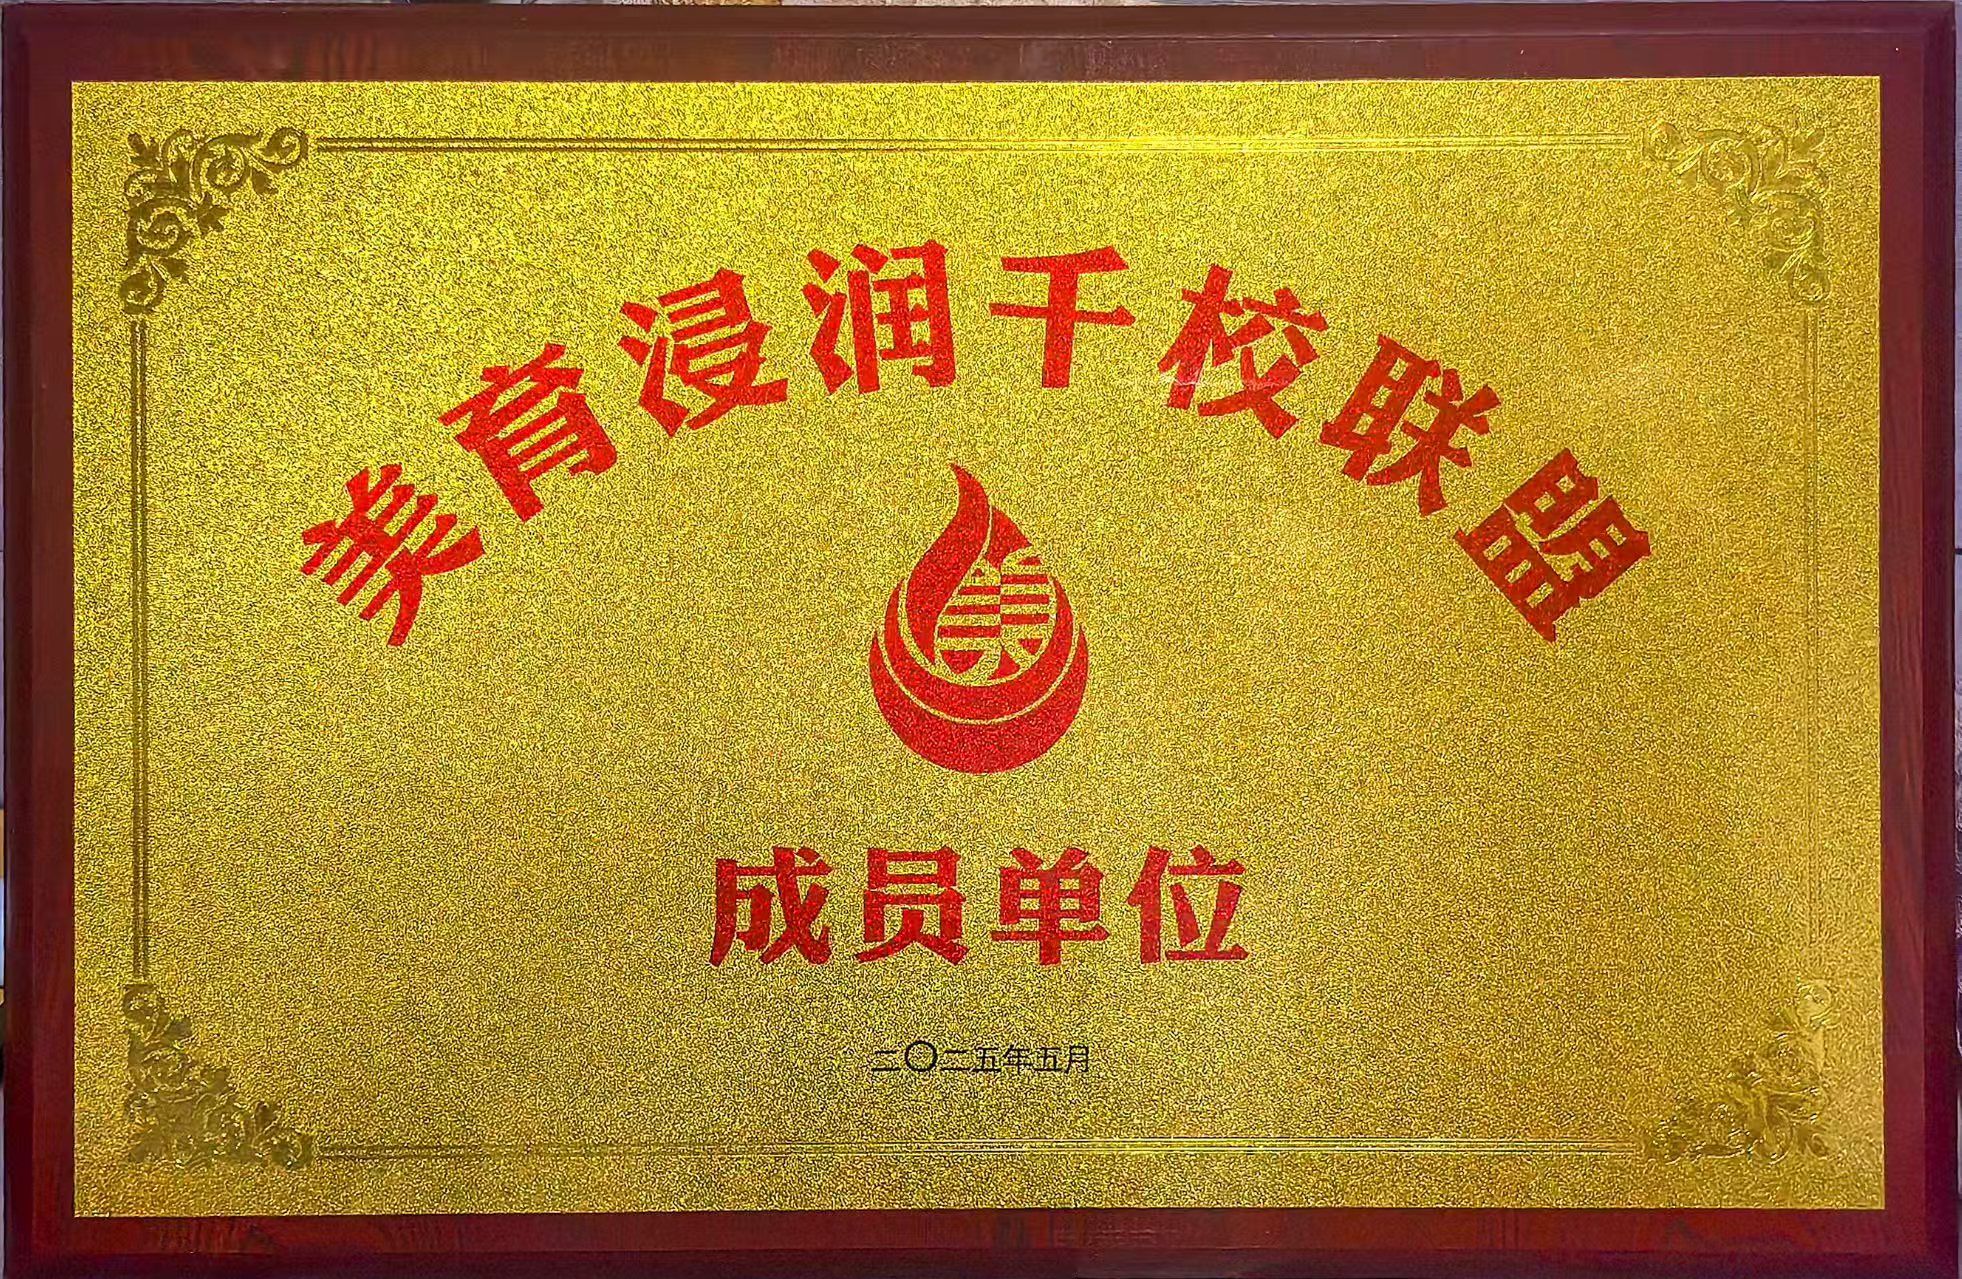 美育浸润千校联盟
美
成员单位
二〇二五年五月